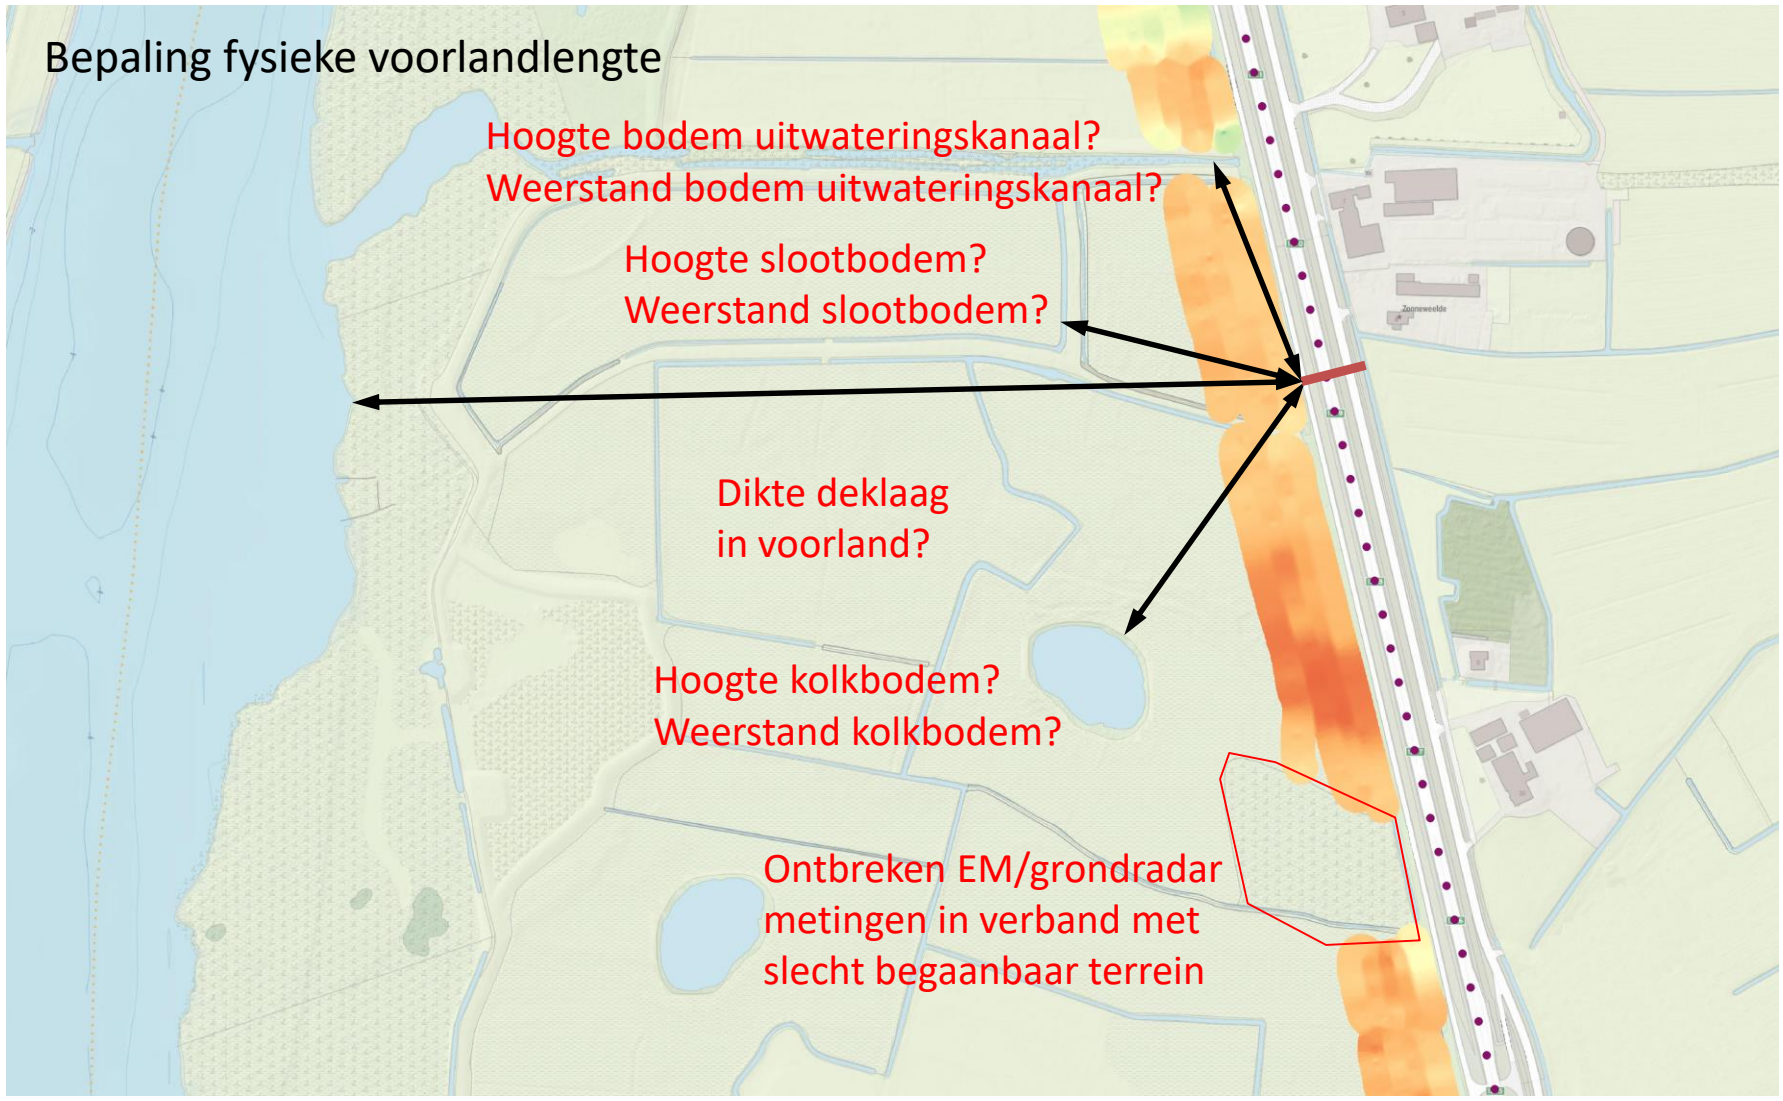 Bepaling fysieke voorlandlengte
Hoogte bodem uitwateringskanaal?
Weerstand bodem uitwateringskanaal?
Hoogte slootbodem?
Weerstand slootbodem?
Zonneweelde
Dikte deklaag
in voorland?
Hoogte kolkbodem?
Weerstand kolkbodem?
Ontbreken EM/grondradar
metingen in verband met
slecht begaanbaar terrein